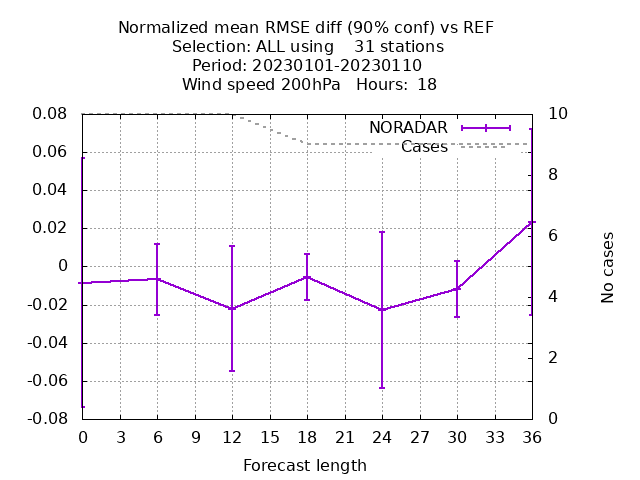 Normalized mean RMSE diff (90% conf) vs REF
Selection: ALL using    31 stations
Period: 20230101-20230110
Wind speed 200hPa   Hours:  18
NORADAR
Cases
0.08
0.06
0.04
0.02
0
-0.02
-0.04
-0.06
-0.08
10
8
6
4
2
0
No cases
0 3 6 9 12 15 18 21 24 27 30 33 36
Forecast length